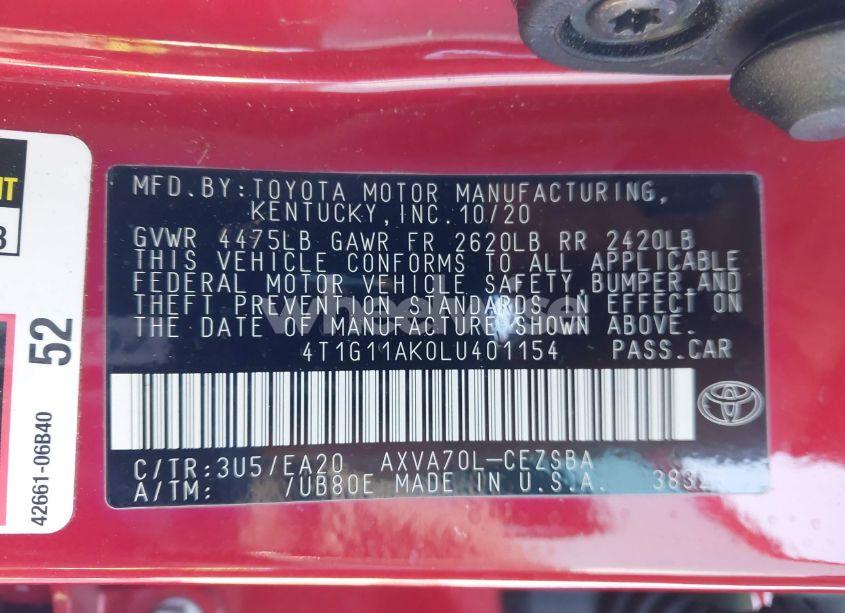 MFD.BY:TOYOTA MOTOR MANUFACTURING,
KENTUCKY,INC.10/20
GVWR 4475LB GAWR FR 2620LB RR 2420LB
THIS VEHICLE CONFORMS TO ALL APPLICABLE
FEDERAL MOTOR VEHICLE SAFETY,BUMPER,AND
THEFT PREVENTION STANDARDS IN EFFECT ON
THE DATE OF MANUFACTURE SHOWN ABOVE.
4T1G11AK0LU401154 PASS.CAR
C/TR:3U5/EA20 AXVA70L-CEZSBA
A/TM: /UB80E MADE IN U.S.A.
52
42661-06B40